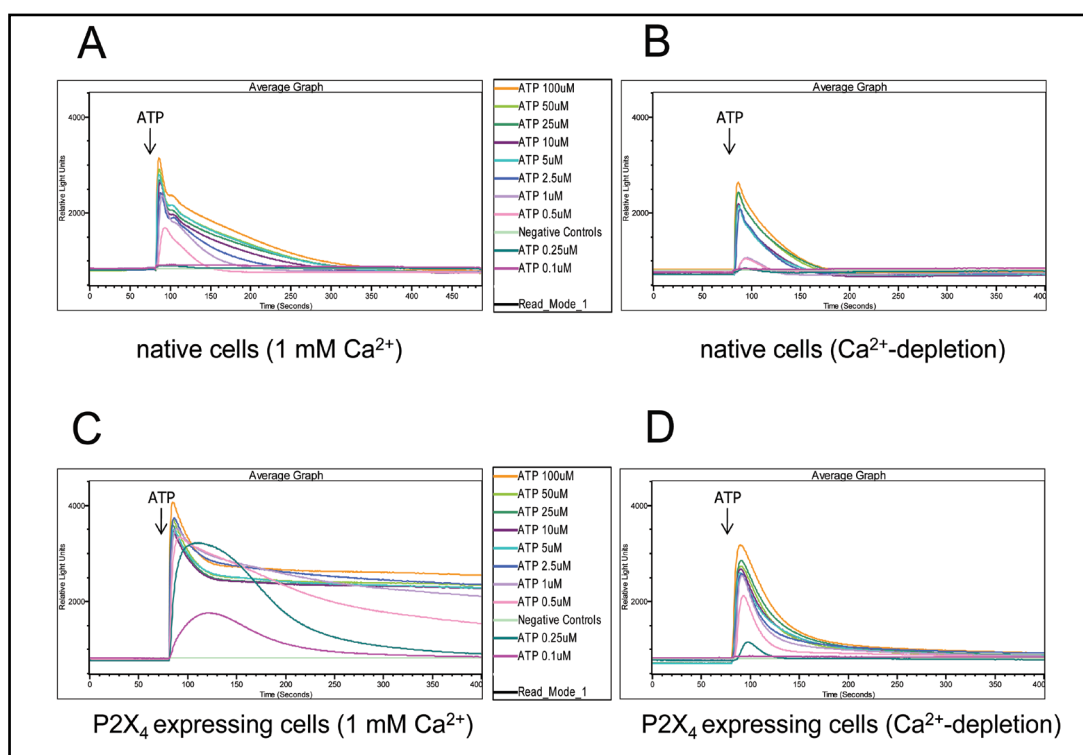 A
B
Average Graph
Average Graph
Relative Light Units
4000
2000
ATP
0 50 100 150 200 250 300 350 400 450
Time (Seconds)
native cells (1 mM Ca²⁺)
ATP 100uM
ATP 50uM
ATP 25uM
ATP 10uM
ATP 5uM
ATP 2.5uM
ATP 1uM
ATP 0.5uM
Negative Controls
ATP 0.25uM
ATP 0.1uM
Read_Mode_1
Relative Light Units
4000
2000
ATP
0 50 100 150 200 250 300 350 400
Time (Seconds)
native cells (Ca²⁺-depletion)
C
D
Average Graph
Average Graph
Relative Light Units
4000
2000
ATP
0 50 100 150 200 250 300 350 400
Time (Seconds)
P2X₄ expressing cells (1 mM Ca²⁺)
ATP 100uM
ATP 50uM
ATP 25uM
ATP 10uM
ATP 5uM
ATP 2.5uM
ATP 1uM
ATP 0.5uM
Negative Controls
ATP 0.25uM
ATP 0.1uM
Read_Mode_1
Relative Light Units
4000
2000
ATP
0 50 100 150 200 250 300 350 400
Time (Seconds)
P2X₄ expressing cells (Ca²⁺-depletion)